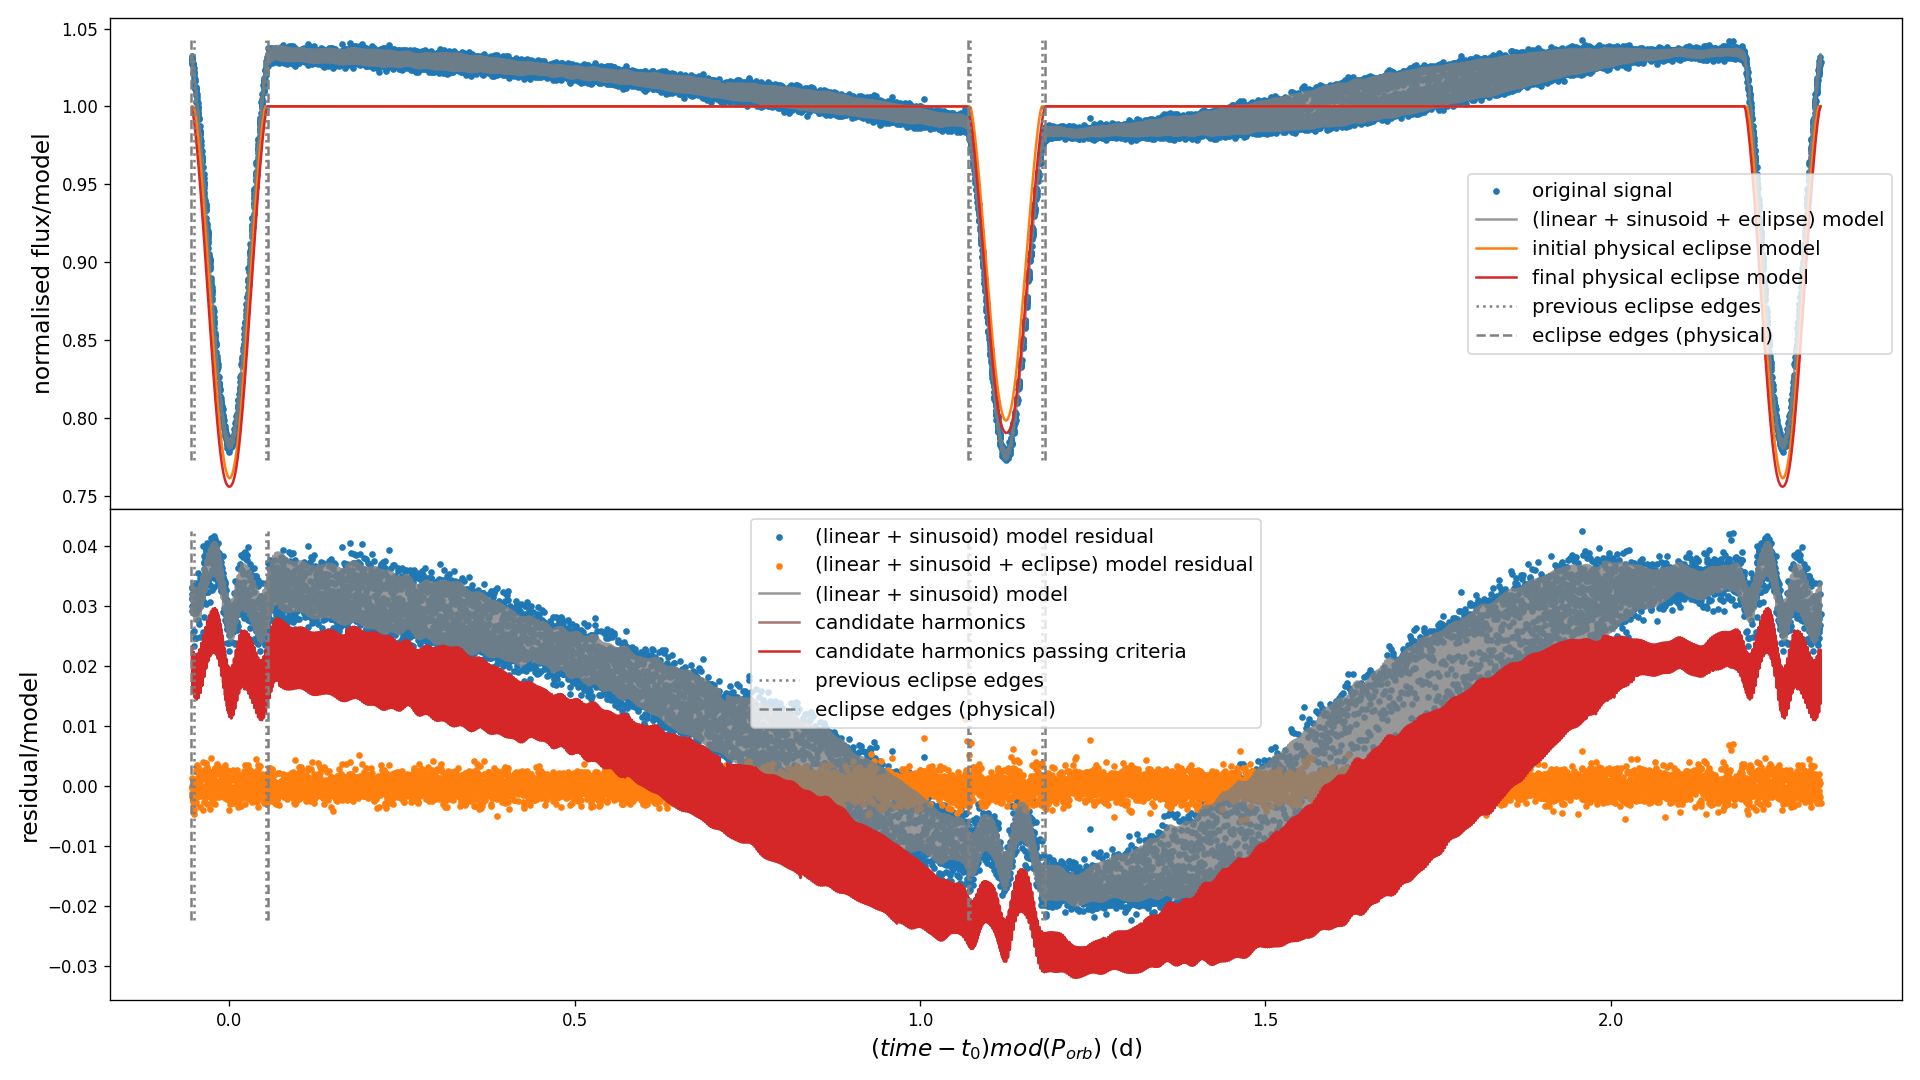 1.05
1.00
0.95
0.90
0.85
0.80
0.75
normalised flux/model
original signal
(linear + sinusoid + eclipse) model
initial physical eclipse model
final physical eclipse model
previous eclipse edges
eclipse edges (physical)
0.04
0.03
0.02
0.01
0.00
−0.01
−0.02
−0.03
residual/model
(linear + sinusoid) model residual
(linear + sinusoid + eclipse) model residual
(linear + sinusoid) model
candidate harmonics
candidate harmonics passing criteria
previous eclipse edges
eclipse edges (physical)
0.0 0.5 1.0 1.5 2.0
(time − t₀)mod(P_orb) (d)